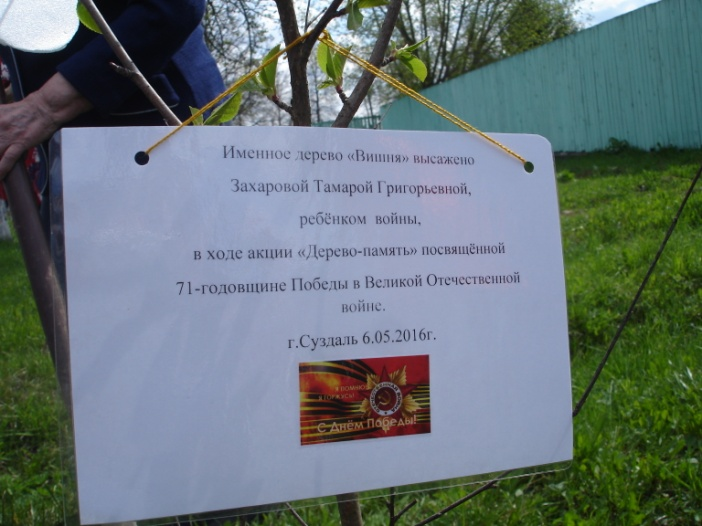 Именное дерево «Вишня» высажено
Захаровой Тамарой Григорьевной,
ребёнком войны,
в ходе акции «Дерево-память» посвящённой
71-годовщине Победы в Великой Отечественной
войне.
г.Суздаль 6.05.2016г.
Я ПОМНЮ!
Я ГОРЖУСЬ!
С Днём Победы!